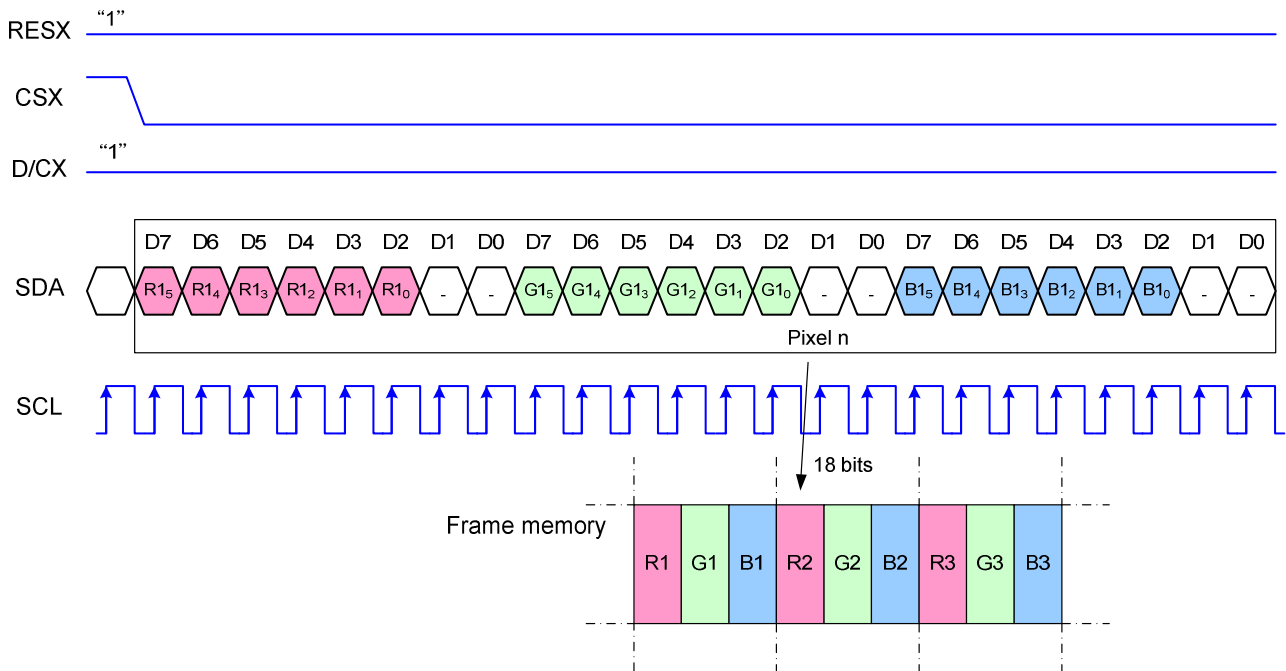 RESX “1”
CSX
D/CX “1”
D7 D6 D5 D4 D3 D2 D1 D0 D7 D6 D5 D4 D3 D2 D1 D0 D7 D6 D5 D4 D3 D2 D1 D0
SDA R1₅ R1₄ R1₃ R1₂ R1₁ R1₀ - - G1₅ G1₄ G1₃ G1₂ G1₁ G1₀ - - B1₅ B1₄ B1₃ B1₂ B1₁ B1₀ - -
Pixel n
SCL
18 bits
Frame memory
R1 G1 B1 R2 G2 B2 R3 G3 B3